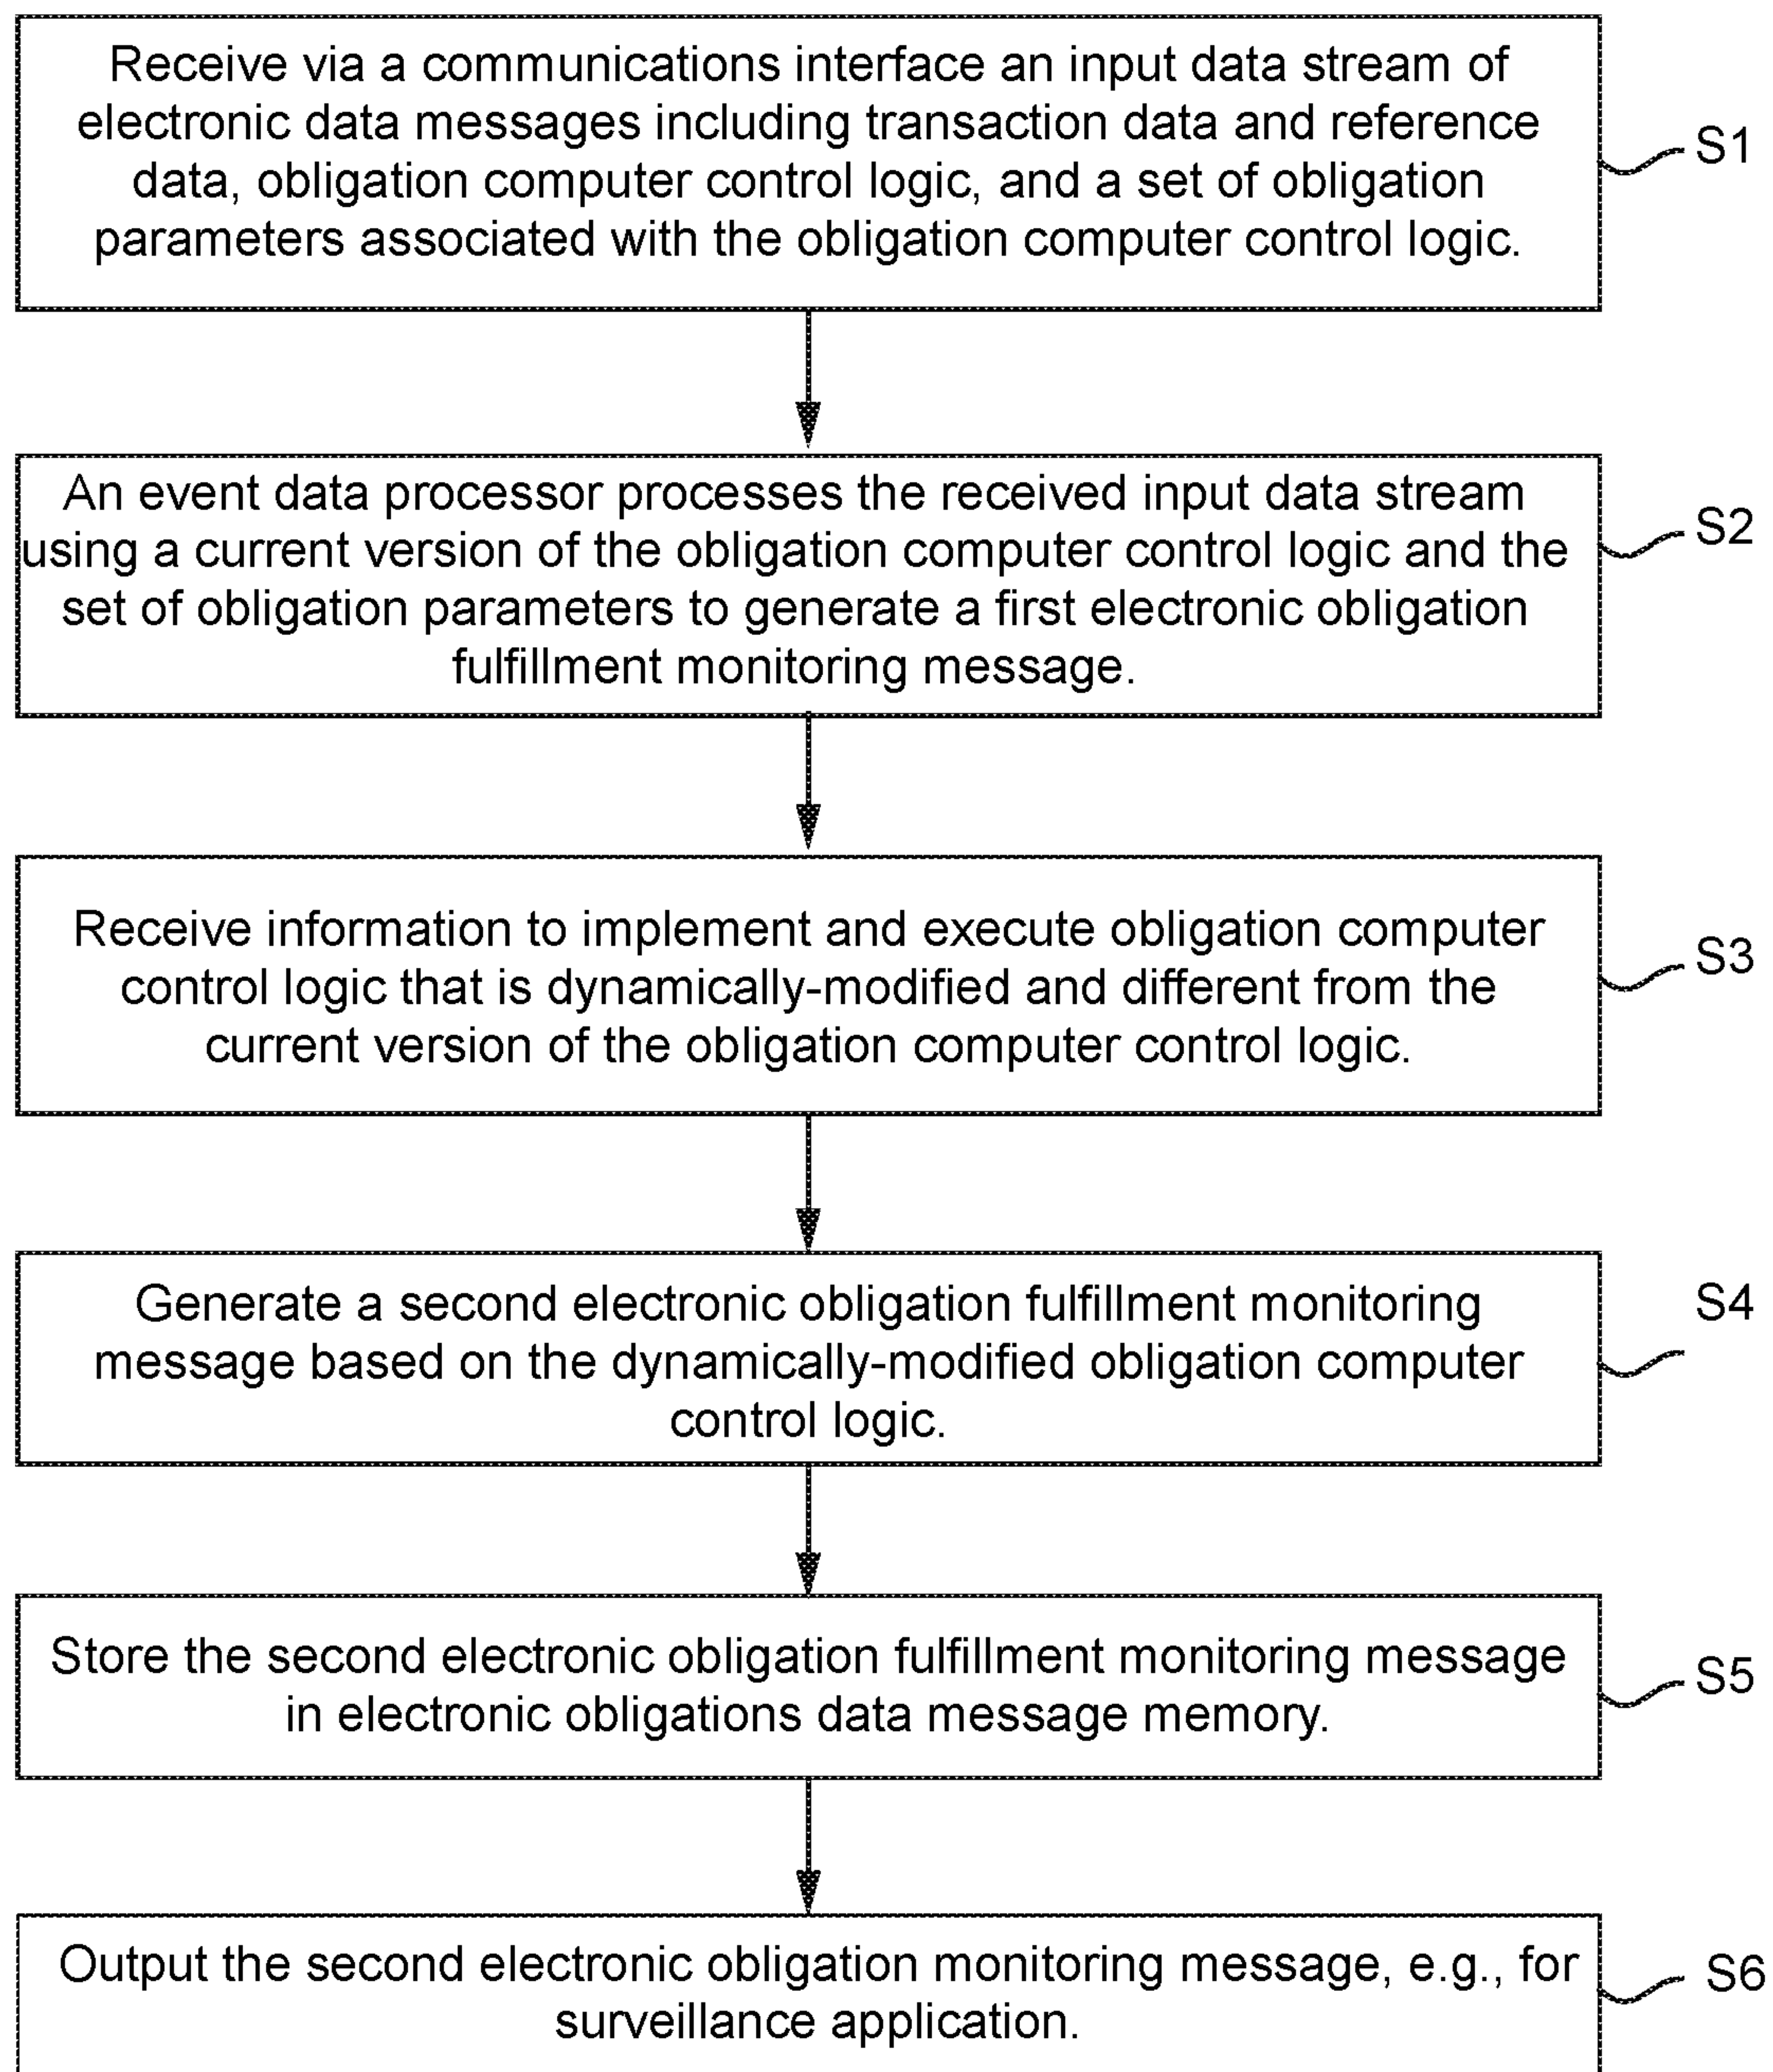 Receive via a communications interface an input data stream of
electronic data messages including transaction data and reference
data, obligation computer control logic, and a set of obligation
parameters associated with the obligation computer control logic.
S1
An event data processor processes the received input data stream
using a current version of the obligation computer control logic and the
set of obligation parameters to generate a first electronic obligation
fulfillment monitoring message.
S2
Receive information to implement and execute obligation computer
control logic that is dynamically-modified and different from the
current version of the obligation computer control logic.
S3
Generate a second electronic obligation fulfillment monitoring
message based on the dynamically-modified obligation computer
control logic.
S4
Store the second electronic obligation fulfillment monitoring message
in electronic obligations data message memory.
S5
Output the second electronic obligation monitoring message, e.g., for
surveillance application.
S6